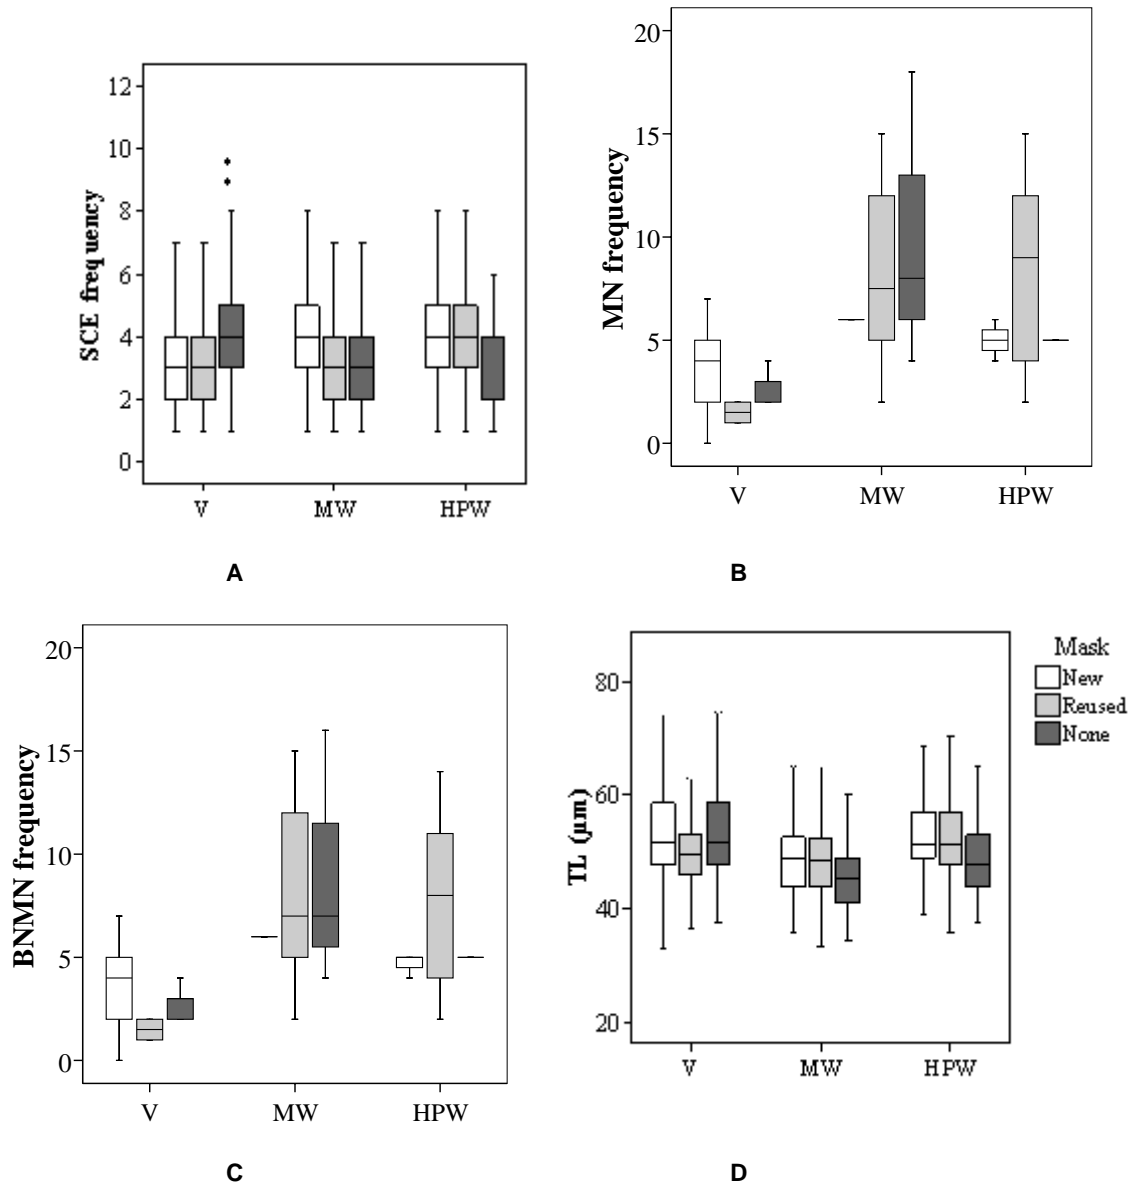 12
10
8
6
4
2
0
SCE frequency
V MW HPW
A
20
15
10
5
0
MN frequency
V MW HPW
B
20
15
10
5
0
BNMN frequency
V MW HPW
C
80
60
40
20
TL (µm)
V MW HPW
D
Mask
New
Reused
None